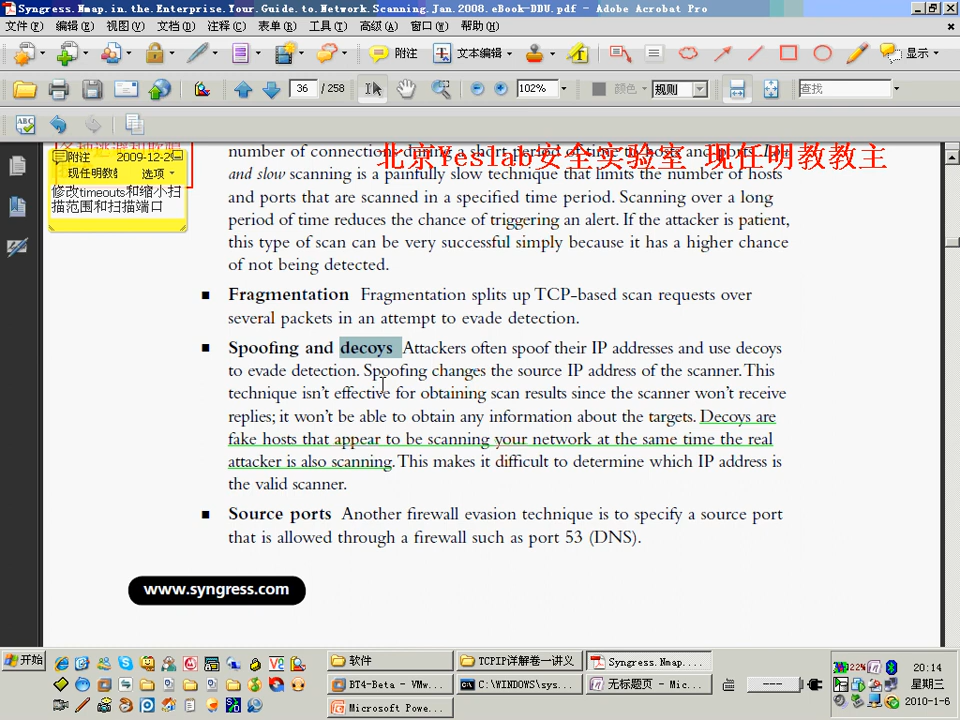 Syngress.Nmap.in.the.Enterprise.Your.Guide.to.Network.Scanning.Jan.2008.eBook-DDU.pdf - Adobe Acrobat Pro
文件(F) 编辑(E) 视图(V) 文档(D) 注释(C) 表单(R) 工具(T) 高级(A) 窗口(W) 帮助(H)
附注 文本编辑 显示
36 / 258 102% 颜色 规则 查找
附注 2009-12-2
现任明教 选项
修改timeouts和缩小扫
描范围和扫描端口
北京Yeslab安全实验室 现任明教教主
number of connection during a short period of time to hosts and ports.
and slow scanning is a painfully slow technique that limits the number of hosts
and ports that are scanned in a specified time period. Scanning over a long
period of time reduces the chance of triggering an alert. If the attacker is patient,
this type of scan can be very successful simply because it has a higher chance
of not being detected.
■ Fragmentation Fragmentation splits up TCP-based scan requests over
several packets in an attempt to evade detection.
■ Spoofing and decoys Attackers often spoof their IP addresses and use decoys
to evade detection. Spoofing changes the source IP address of the scanner. This
technique isn't effective for obtaining scan results since the scanner won't receive
replies; it won't be able to obtain any information about the targets. Decoys are
fake hosts that appear to be scanning your network at the same time the real
attacker is also scanning. This makes it difficult to determine which IP address is
the valid scanner.
■ Source ports Another firewall evasion technique is to specify a source port
that is allowed through a firewall such as port 53 (DNS).
www.syngress.com
开始
软件 TCPIP详解卷一讲义 Syngress.Nmap....
BT4-Beta - VMw... C:\WINDOWS\sys... 无标题页 - Mic...
Microsoft Powe...
22%
20:14
星期三
2010-1-6